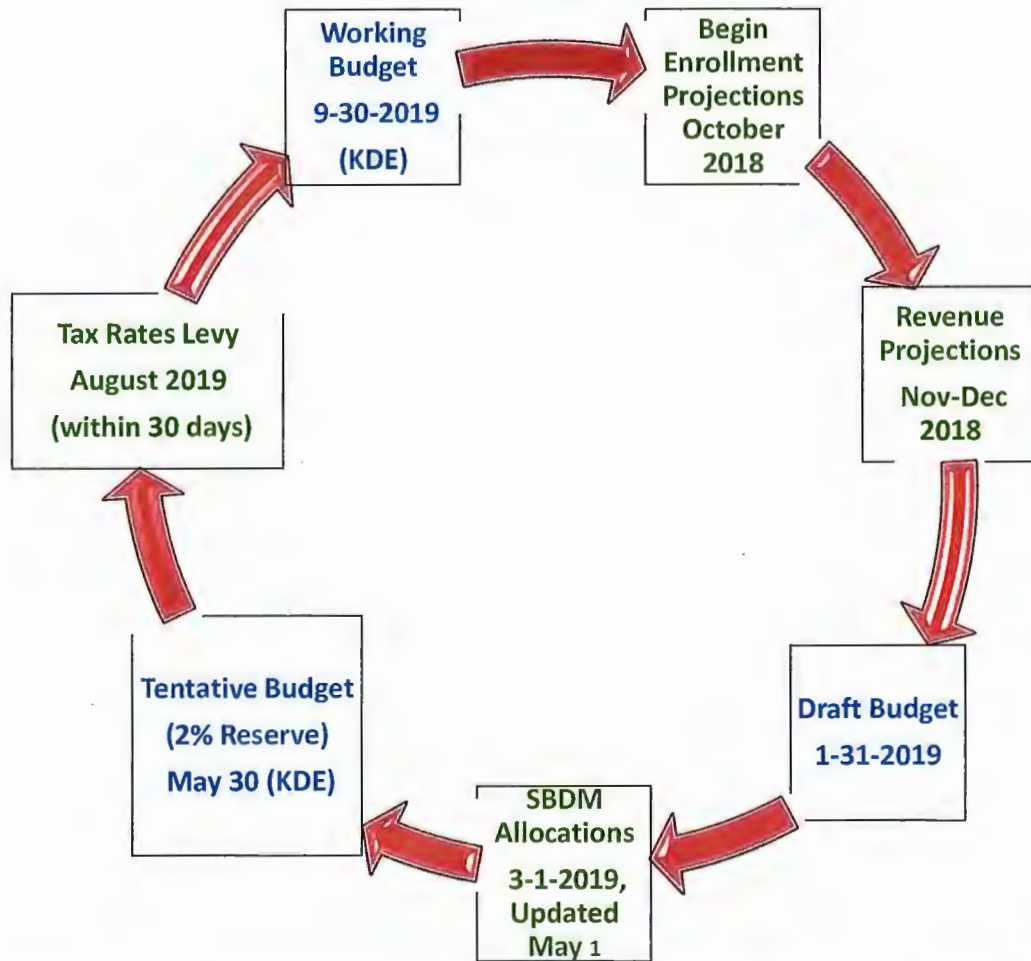 Working
Budget
9-30-2019
(KDE)
Begin
Enrollment
Projections
October
2018
Revenue
Projections
Nov-Dec
2018
Draft Budget
1-31-2019
SBDM
Allocations
3-1-2019,
Updated
May 1
Tentative Budget
(2% Reserve)
May 30 (KDE)
Tax Rates Levy
August 2019
(within 30 days)